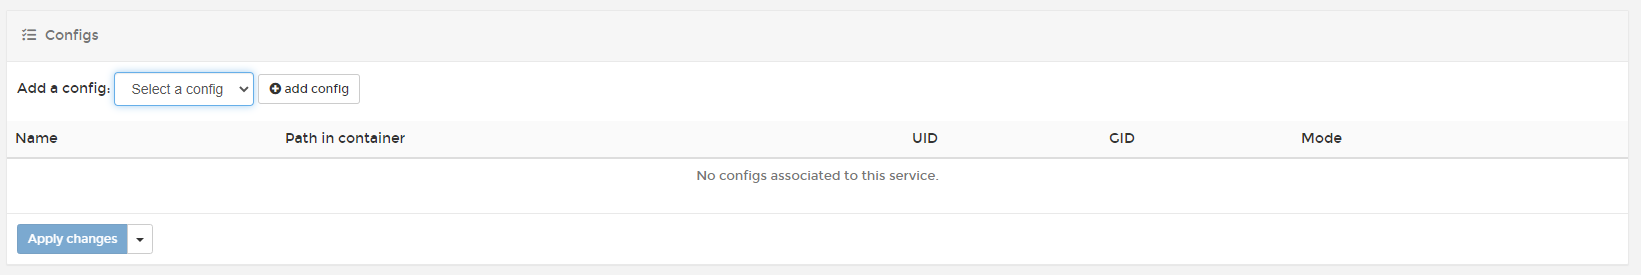 Configs
Add a config: Select a config add config
Name Path in container UID GID Mode
No configs associated to this service.
Apply changes